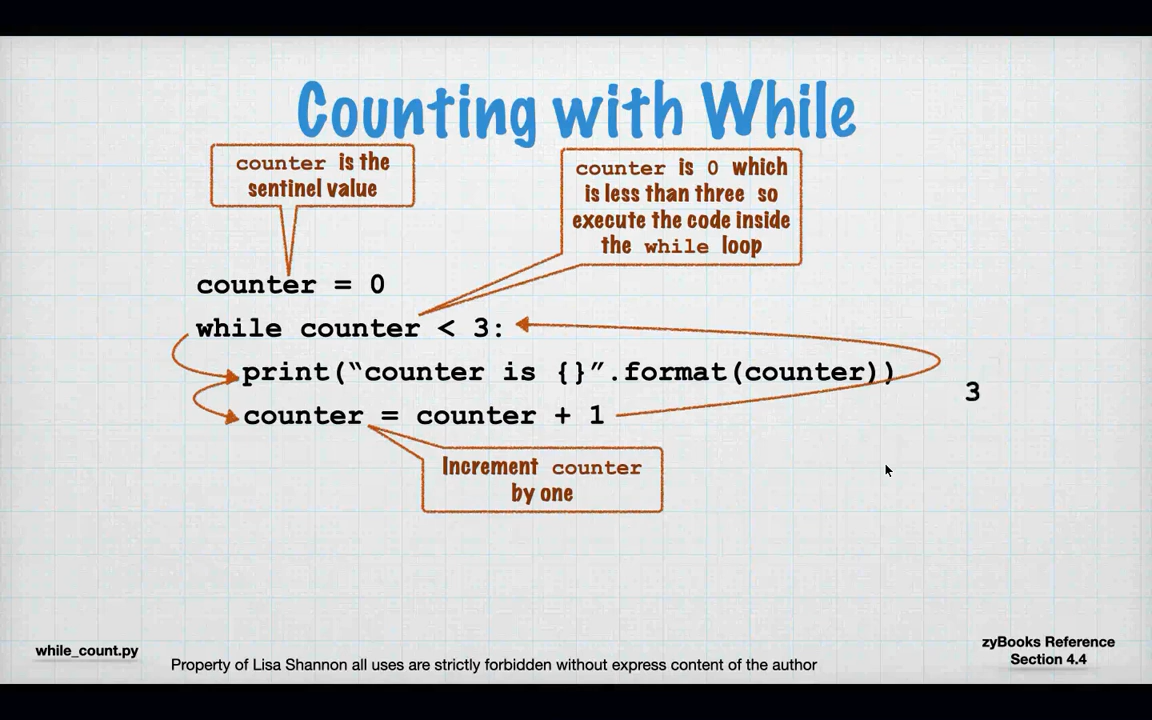 Counting with While
counter is the
sentinel value
counter is 0 which
is less than three so
execute the code inside
the while loop
counter = 0
while counter < 3:
print(“counter is {}”.format(counter))
3
counter = counter + 1
Increment counter
by one
while_count.py
Property of Lisa Shannon all uses are strictly forbidden without express content of the author
zyBooks Reference
Section 4.4